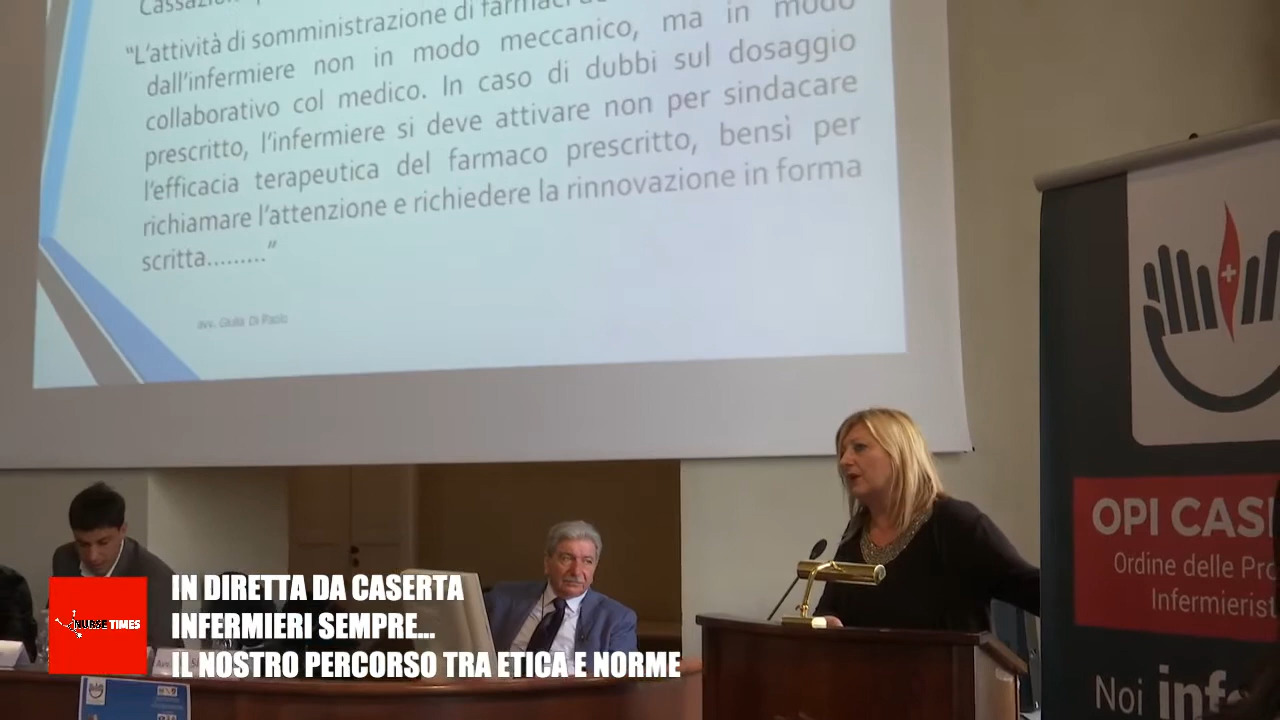 "L'attività di somministrazione di farmaci
dall'infermiere non in modo meccanico, ma in modo
collaborativo col medico. In caso di dubbi sul dosaggio
prescritto, l'infermiere si deve attivare non per sindacare
l'efficacia terapeutica del farmaco prescritto, bensì per
richiamare l'attenzione e richiedere la rinnovazione in forma
scritta........."
avv. Giulia Di Paolo
OPI CAS
Ordine delle Pro
Infermierist
Noi inf
NURSE TIMES
IN DIRETTA DA CASERTA
INFERMIERI SEMPRE...
IL NOSTRO PERCORSO TRA ETICA E NORME